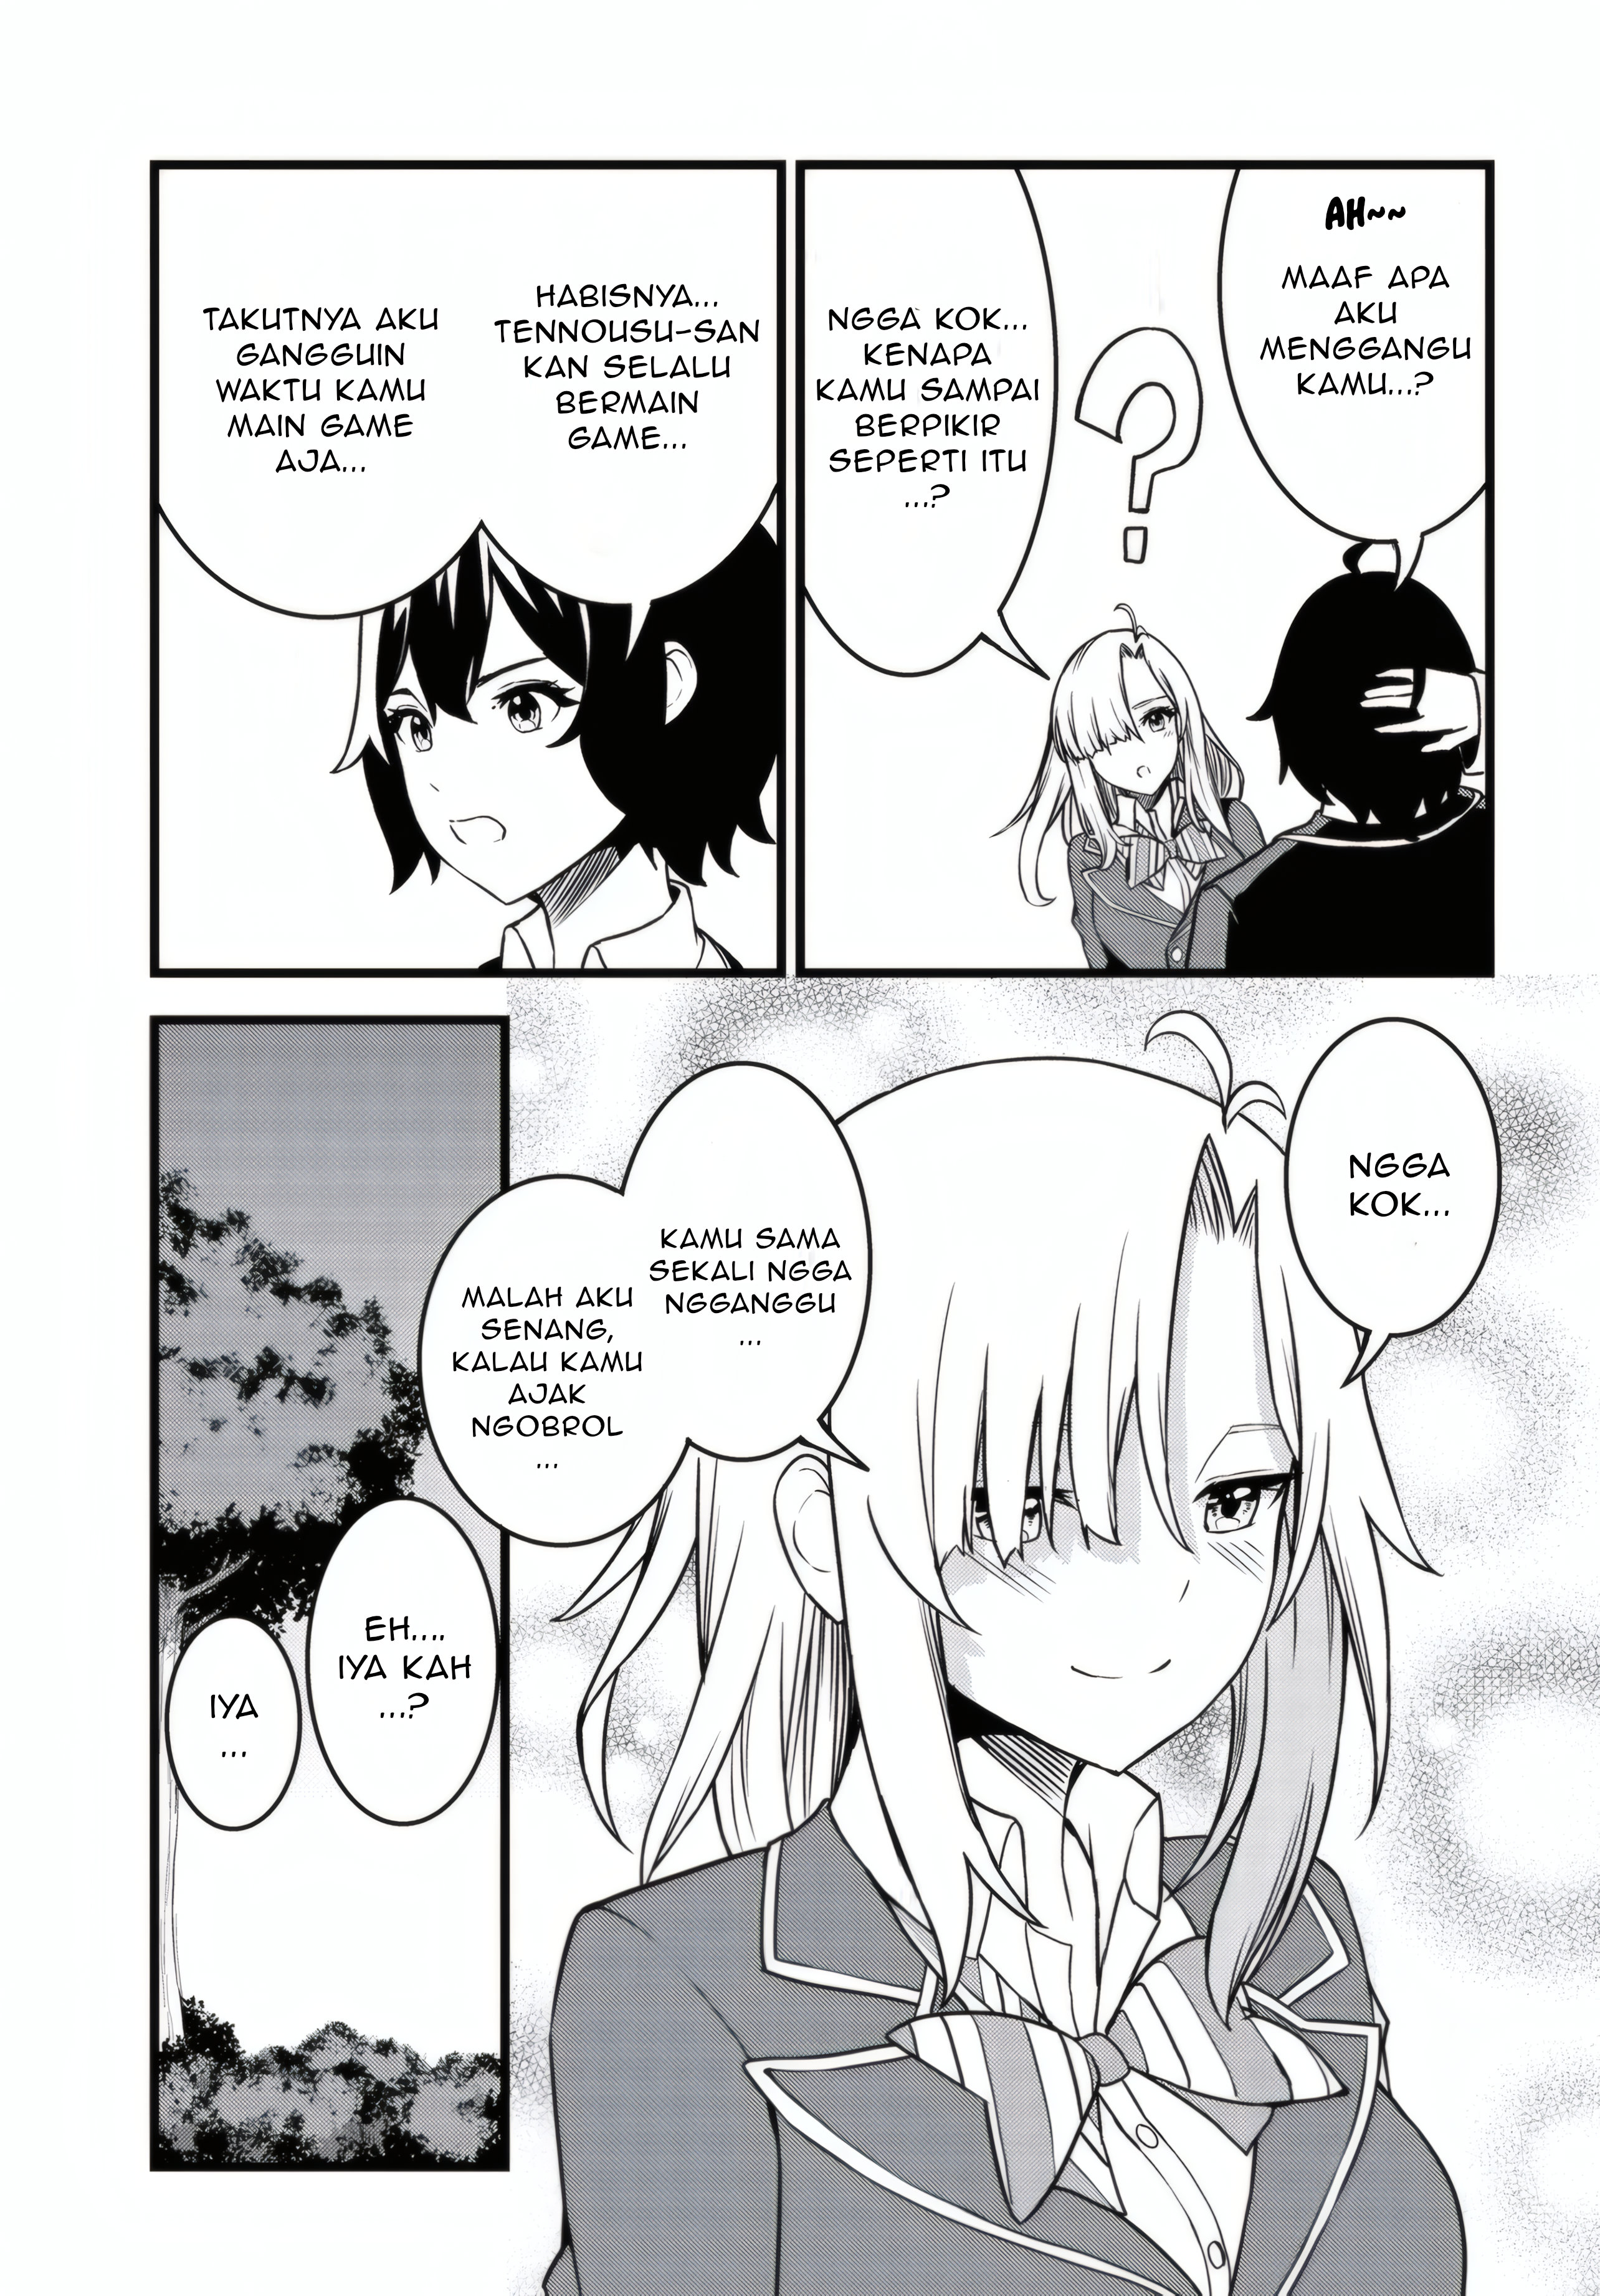 AH~~
MAAF APA
AKU
MENGGANGU
KAMU...?
?
NGGA KOK...
KENAPA
KAMU SAMPAI
BERPIKIR
SEPERTI ITU
...?
HABISNYA...
TENNOUSU-SAN
KAN SELALU
BERMAIN
GAME...
TAKUTNYA AKU
GANGGUIN
WAKTU KAMU
MAIN GAME
AJA...
NGGA
KOK...
KAMU SAMA
SEKALI NGGA
NGGANGGU
...
MALAH AKU
SENANG,
KALAU KAMU
AJAK
NGOBROL
...
EH....
IYA KAH
...?
IYA
...